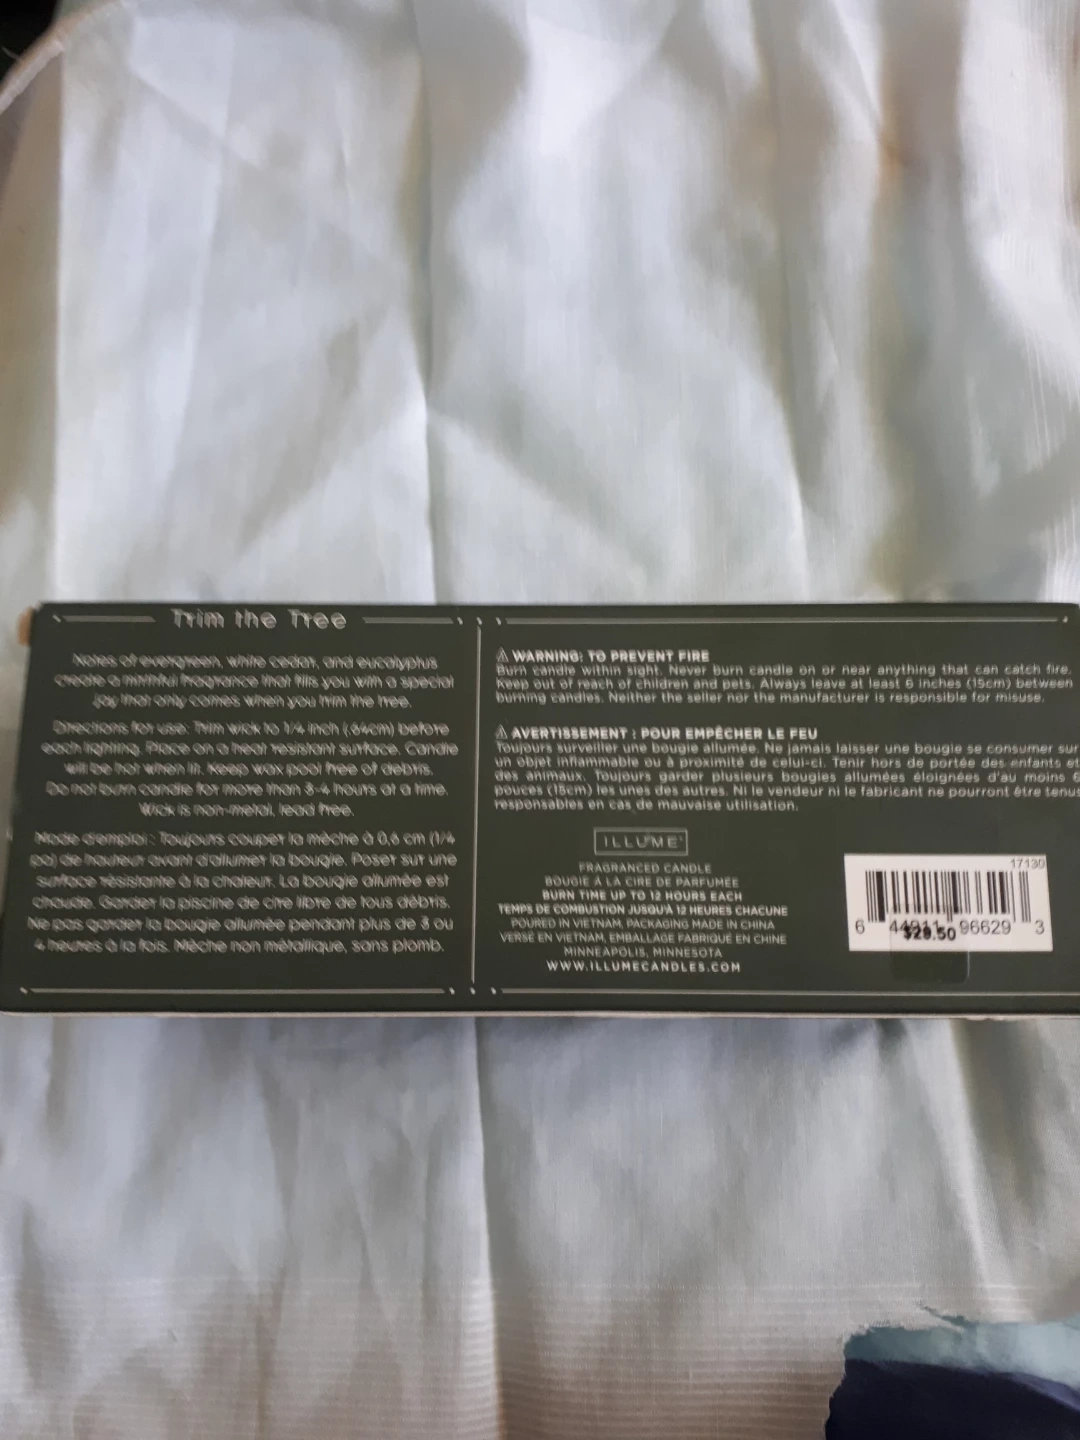 Trim the Tree
Notes of evergreen, white cedar, and eucalyptus
create a mirthful fragrance that fills you with a special
joy that only comes when you trim the tree.
Directions for use: Trim wick to 1/4 inch (.64cm) before
each lighting. Place on a heat resistant surface. Candle
will be hot when lit. Keep wax pool free of debris.
Do not burn candle for more than 3-4 hours at a time.
Wick is non-metal, lead free.
Mode d'emploi : Toujours couper la mèche à 0,6 cm (1/4
po) de hauteur avant d'allumer la bougie. Poser sur une
surface résistante à la chaleur. La bougie allumée est
chaude. Garder la piscine de cire libre de tous débris.
Ne pas garder la bougie allumée pendant plus de 3 ou
4 heures à la fois. Mèche non métallique, sans plomb.
⚠ WARNING: TO PREVENT FIRE
Burn candle within sight. Never burn candle on or near anything that can catch fire.
Keep out of reach of children and pets. Always leave at least 6 inches (15cm) between
burning candles. Neither the seller nor the manufacturer is responsible for misuse.
⚠ AVERTISSEMENT : POUR EMPÊCHER LE FEU
Toujours surveiller une bougie allumée. Ne jamais laisser une bougie se consumer sur
un objet inflammable ou à proximité de celui-ci. Tenir hors de portée des enfants et
des animaux. Toujours garder plusieurs bougies allumées éloignées d'au moins 6
pouces (15cm) les unes des autres. Ni le vendeur ni le fabricant ne pourront être tenus
responsables en cas de mauvaise utilisation.
ILLUME
FRAGRANCED CANDLE
BOUGIE À LA CIRE DE PARFUMÉE
BURN TIME UP TO 12 HOURS EACH
TEMPS DE COMBUSTION JUSQU'À 12 HEURES CHACUNE
POURED IN VIETNAM, PACKAGING MADE IN CHINA
VERSÉ EN VIETNAM, EMBALLAGE FABRIQUÉ EN CHINE
MINNEAPOLIS, MINNESOTA
WWW.ILLUMECANDLES.COM
17130
6 44911 96629 3